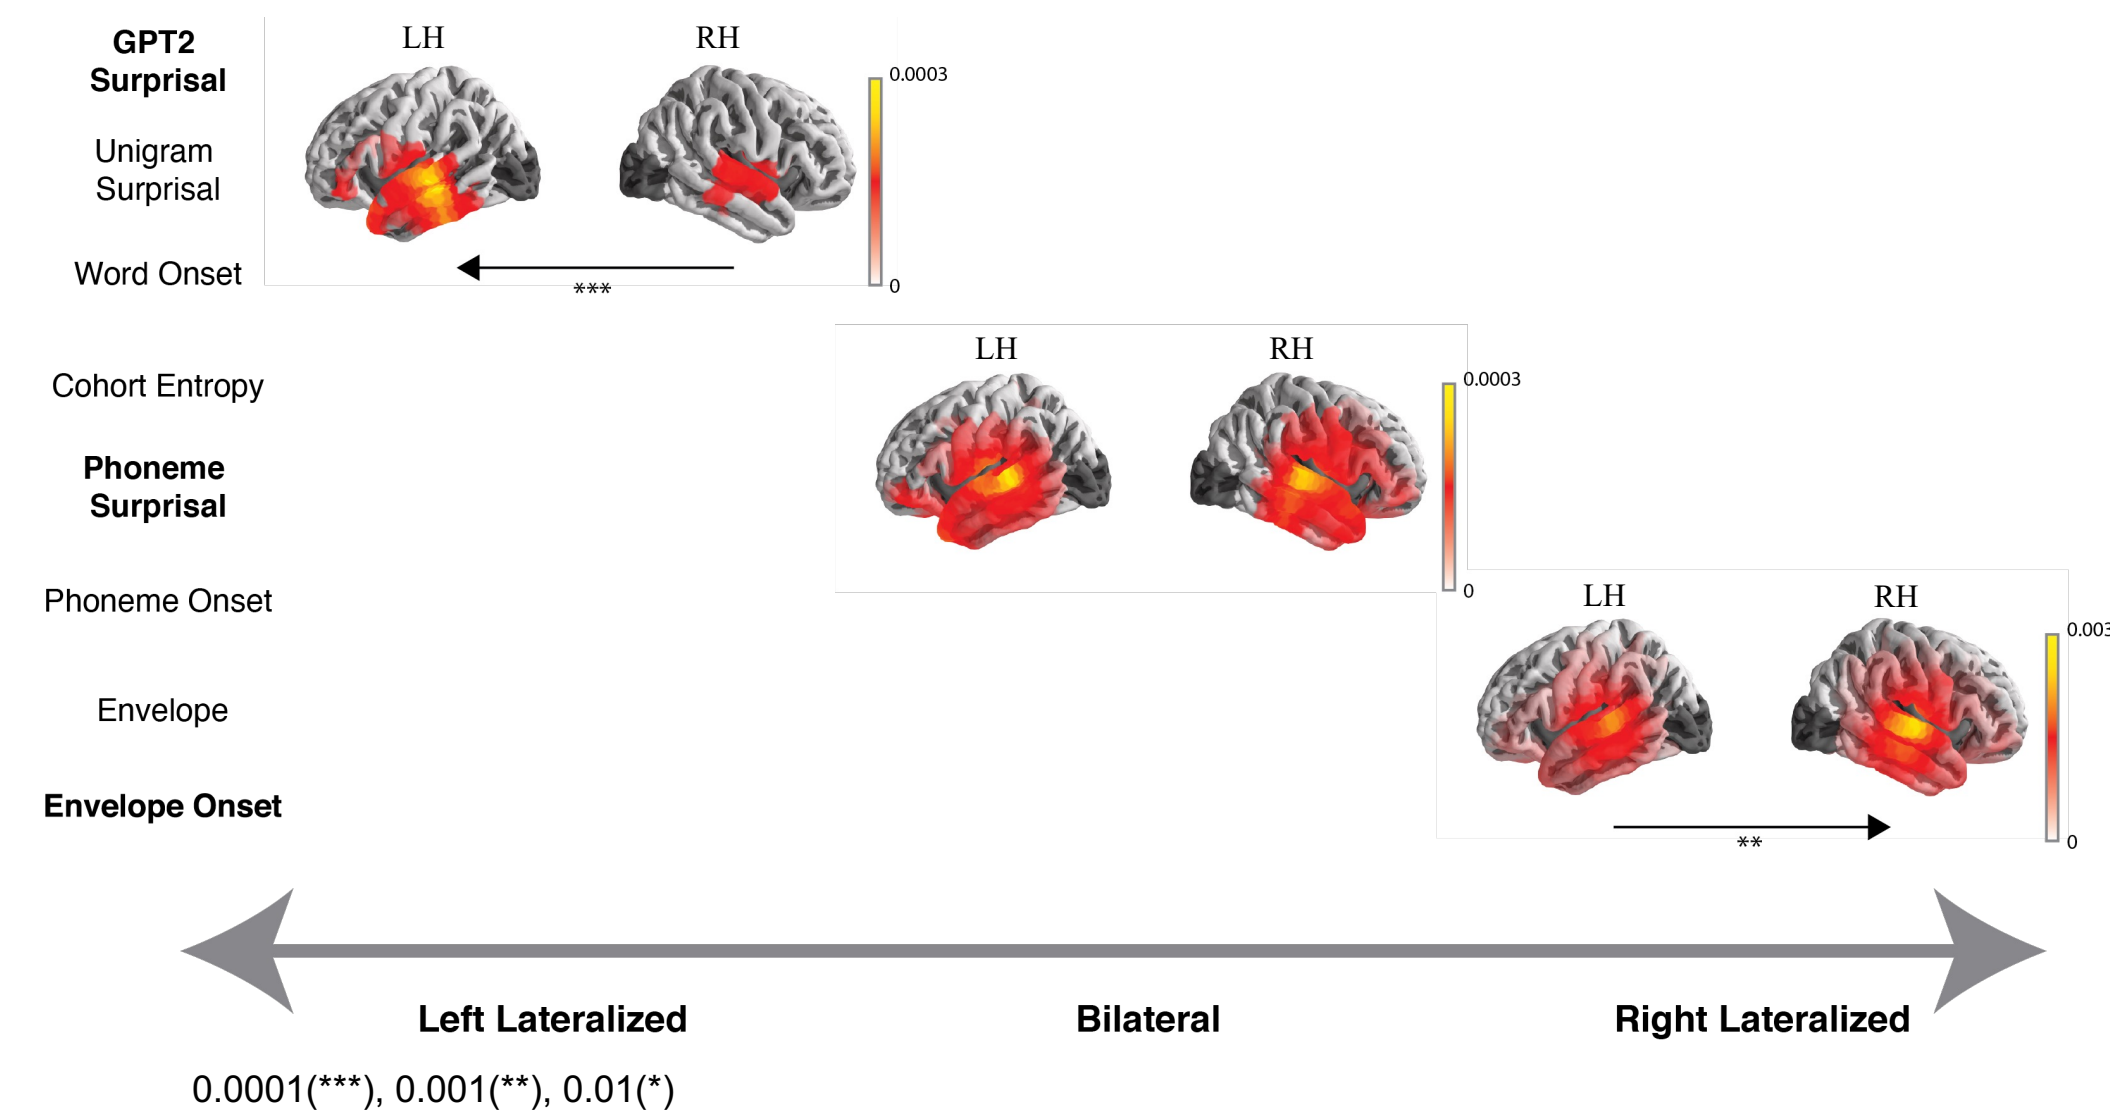 GPT2
Surprisal
Unigram
Surprisal
Word Onset
LH
RH
0.0003
0
***
Cohort Entropy
Phoneme
Surprisal
Phoneme Onset
LH
RH
0.0003
0
Envelope
Envelope Onset
LH
RH
0.003
0
**
Left Lateralized
Bilateral
Right Lateralized
0.0001(***), 0.001(**), 0.01(*)